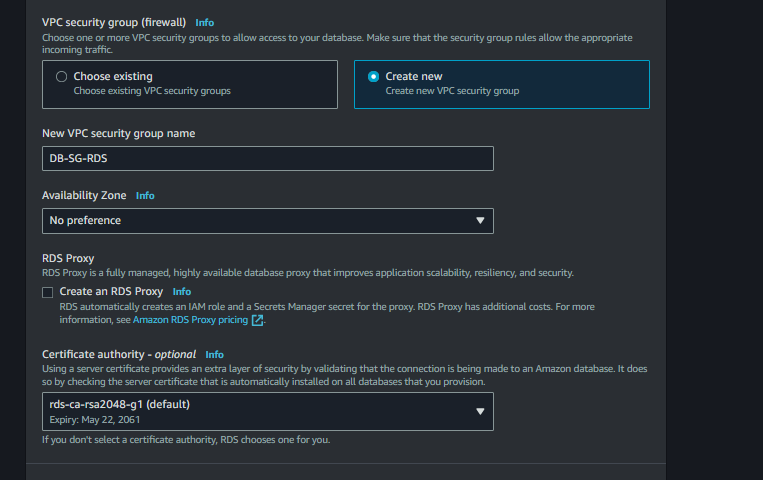 VPC security group (firewall) Info
Choose one or more VPC security groups to allow access to your database. Make sure that the security group rules allow the appropriate
incoming traffic.
Choose existing
Choose existing VPC security groups
Create new
Create new VPC security group
New VPC security group name
DB-SG-RDS
Availability Zone Info
No preference
RDS Proxy
RDS Proxy is a fully managed, highly available database proxy that improves application scalability, resiliency, and security.
Create an RDS Proxy Info
RDS automatically creates an IAM role and a Secrets Manager secret for the proxy. RDS Proxy has additional costs. For more
information, see Amazon RDS Proxy pricing.
Certificate authority - optional Info
Using a server certificate provides an extra layer of security by validating that the connection is being made to an Amazon database. It does
so by checking the server certificate that is automatically installed on all databases that you provision.
rds-ca-rsa2048-g1 (default)
Expiry: May 22, 2061
If you don't select a certificate authority, RDS chooses one for you.